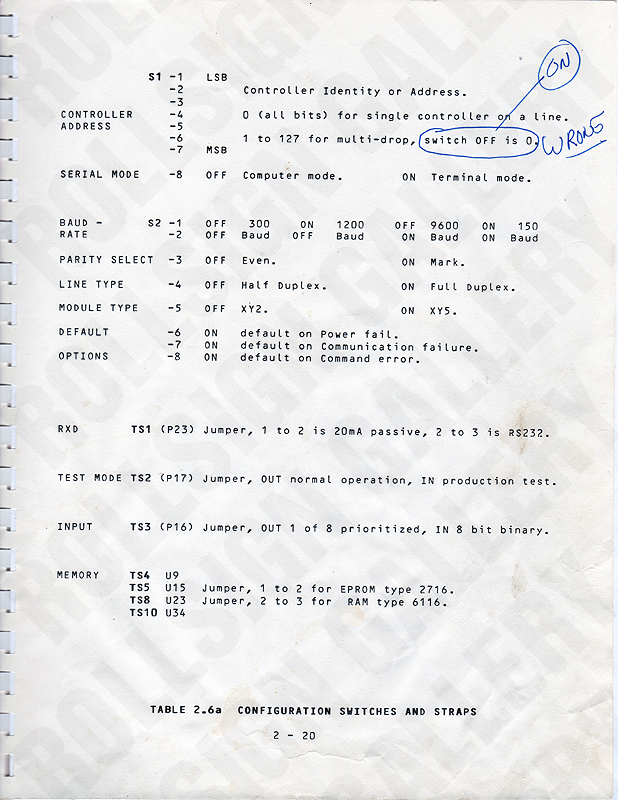 S1 -1 LSB
-2 Controller Identity or Address.
-3
CONTROLLER -4 0 (all bits) for single controller on a line.
ADDRESS -5
-6 1 to 127 for multi-drop, switch OFF is 0.
-7 MSB
ON
WRONG
SERIAL MODE -8 OFF Computer mode. ON Terminal mode.
BAUD - S2 -1 OFF 300 ON 1200 OFF 9600 ON 150
RATE -2 OFF Baud OFF Baud ON Baud ON Baud
PARITY SELECT -3 OFF Even. ON Mark.
LINE TYPE -4 OFF Half Duplex. ON Full Duplex.
MODULE TYPE -5 OFF XY2. ON XY5.
DEFAULT -6 ON default on Power fail.
-7 ON default on Communication failure.
OPTIONS -8 ON default on Command error.
RXD TS1 (P23) Jumper, 1 to 2 is 20mA passive, 2 to 3 is RS232.
TEST MODE TS2 (P17) Jumper, OUT normal operation, IN production test.
INPUT TS3 (P16) Jumper, OUT 1 of 8 prioritized, IN 8 bit binary.
MEMORY TS4 U9
TS5 U15 Jumper, 1 to 2 for EPROM type 2716.
TS8 U23 Jumper, 2 to 3 for RAM type 6116.
TS10 U34
TABLE 2.6a CONFIGURATION SWITCHES AND STRAPS
2 - 20
ROLLSIGN GALLERY